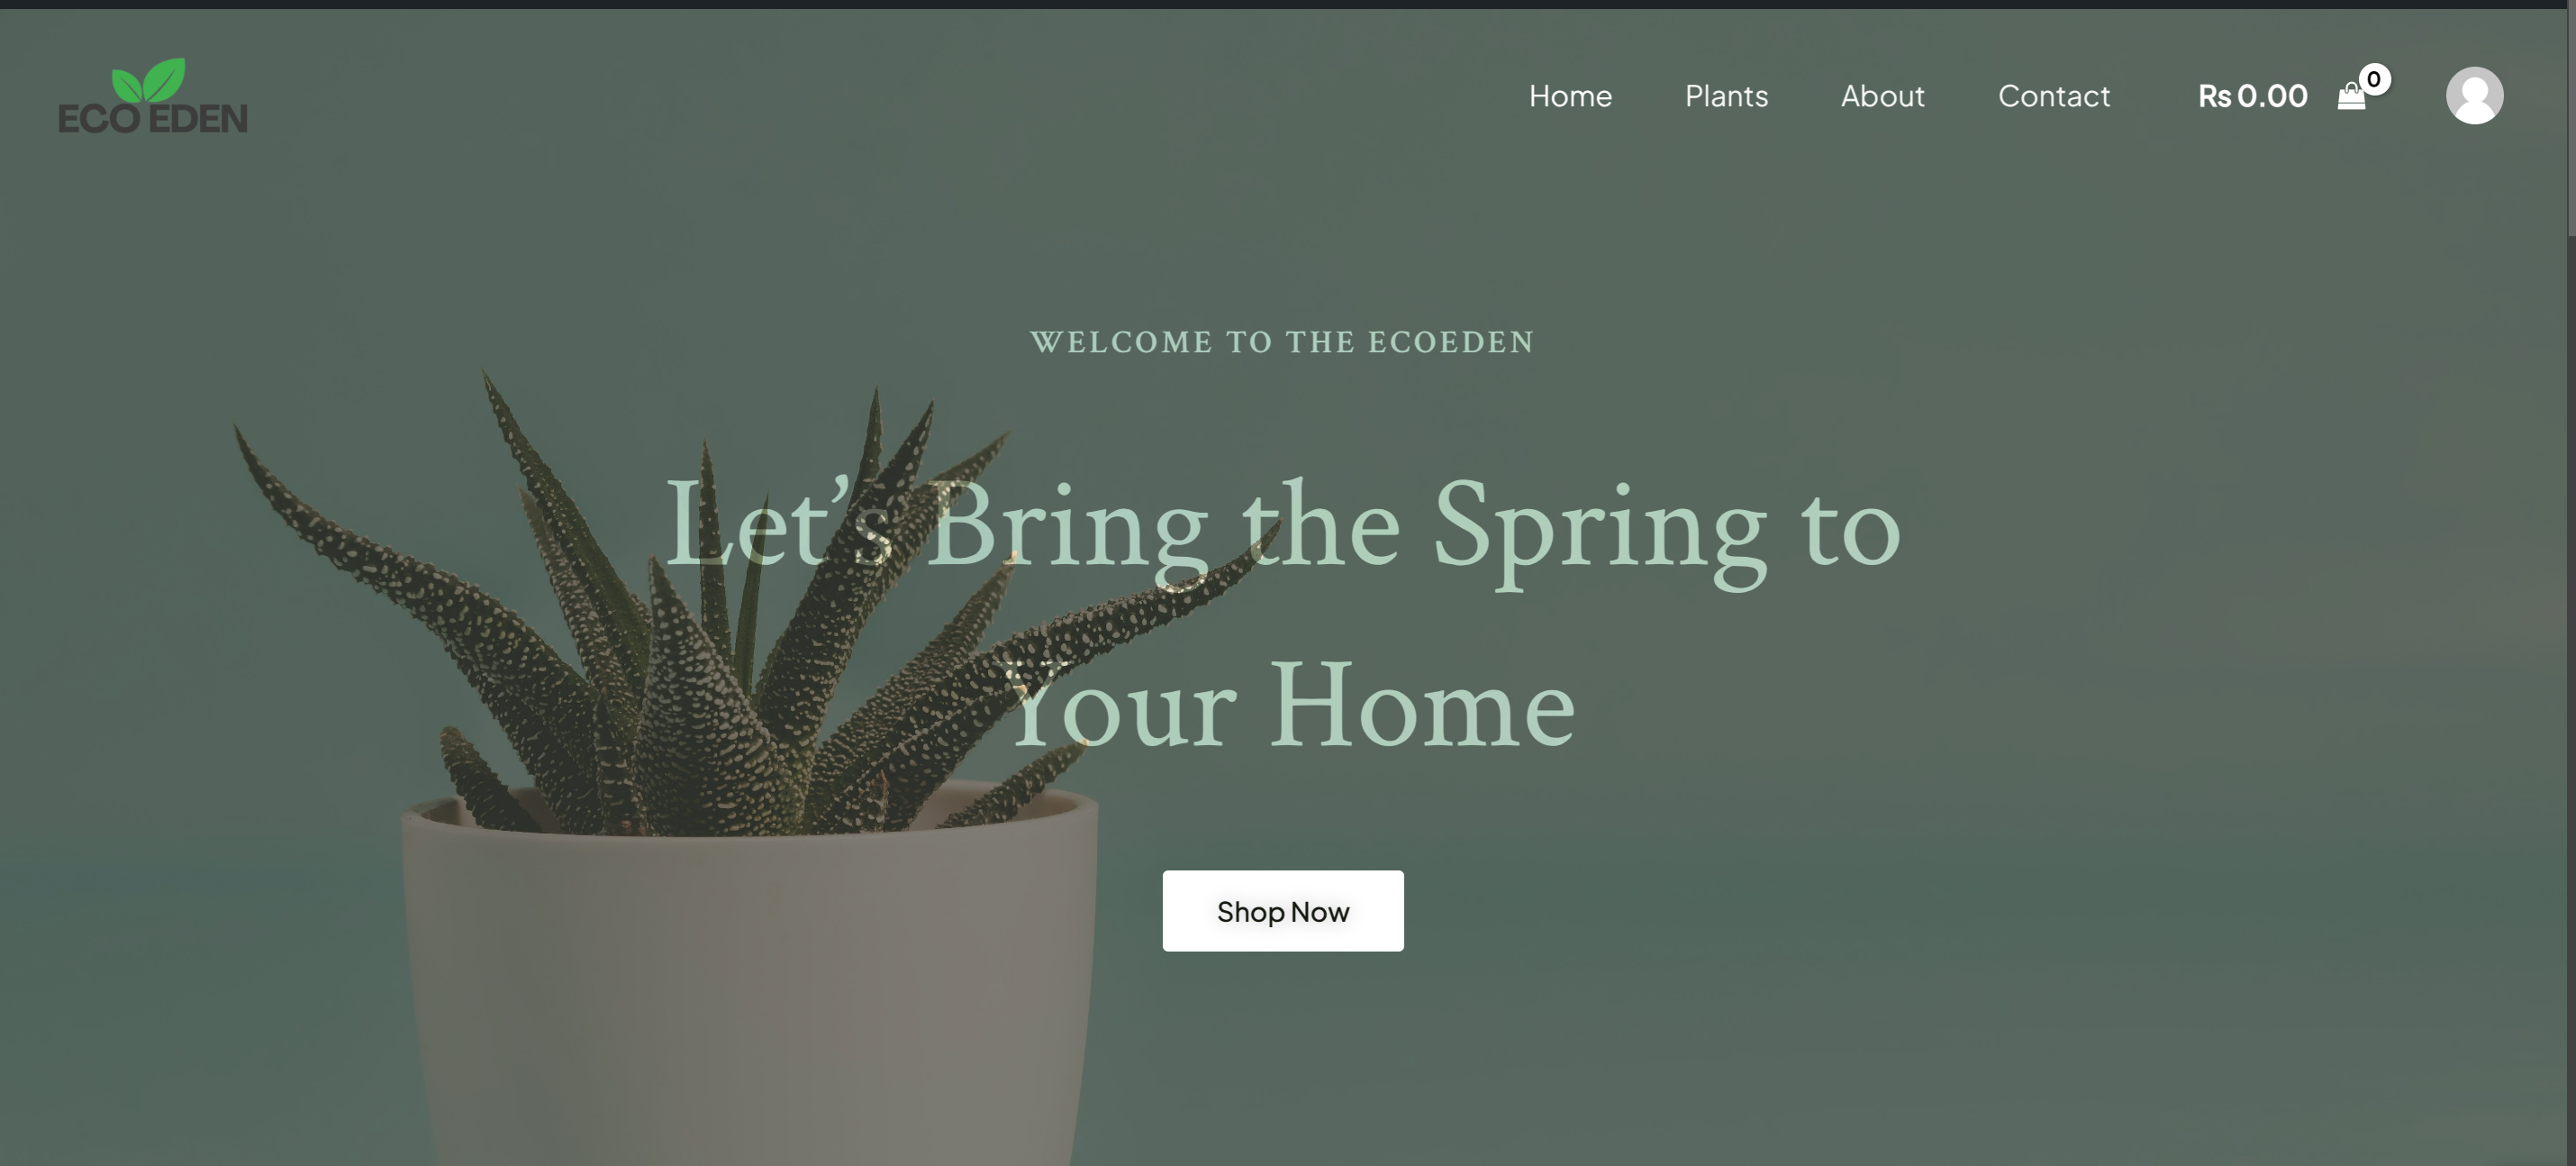 ECO EDEN
Home Plants About Contact Rs 0.00 0
WELCOME TO THE ECOEDEN
Let’s Bring the Spring to
Your Home
Shop Now